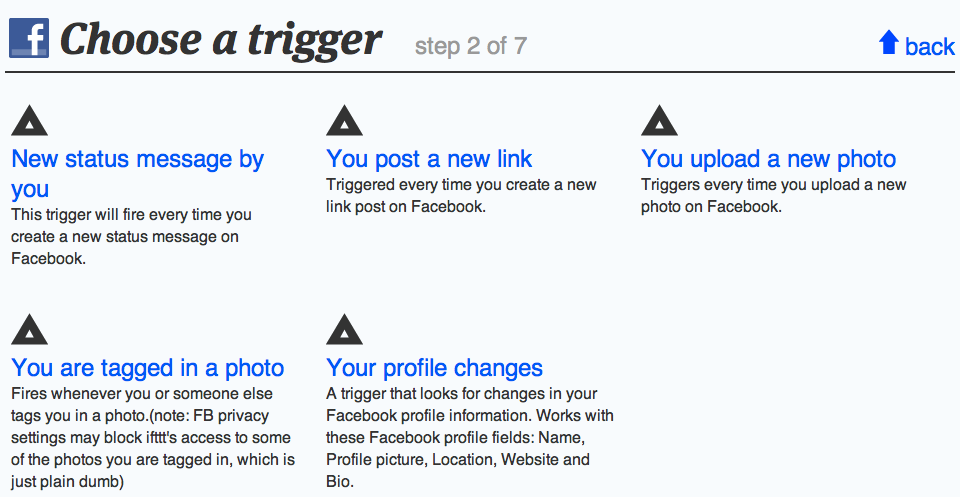 f Choose a trigger step 2 of 7 back
New status message by
you
This trigger will fire every time you
create a new status message on
Facebook.
You post a new link
Triggered every time you create a new
link post on Facebook.
You upload a new photo
Triggers every time you upload a new
photo on Facebook.
You are tagged in a photo
Fires whenever you or someone else
tags you in a photo.(note: FB privacy
settings may block ifttt's access to some
of the photos you are tagged in, which is
just plain dumb)
Your profile changes
A trigger that looks for changes in your
Facebook profile information. Works with
these Facebook profile fields: Name,
Profile picture, Location, Website and
Bio.